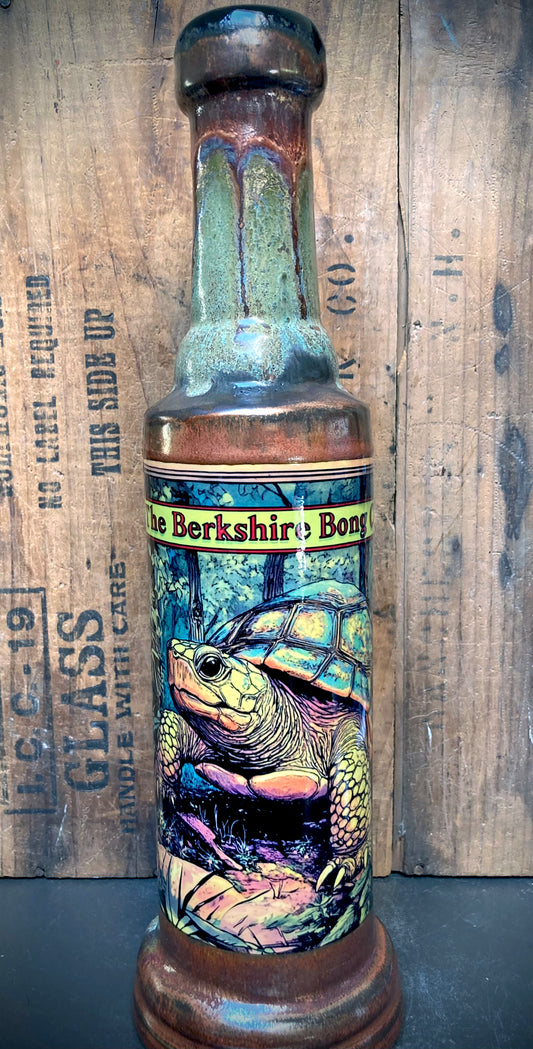 The Berkshire Bong
NO LABEL REQUIRED
THIS SIDE UP
I.C.C.-19
GLASS
HANDLE WITH CARE
CO.
N.H.